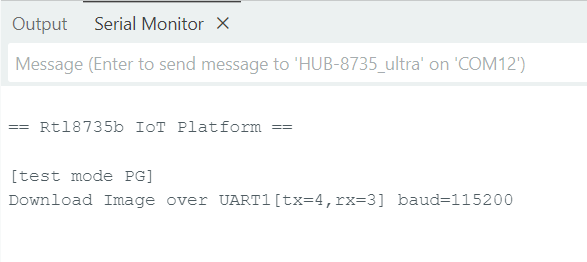 Output Serial Monitor ×
Message (Enter to send message to 'HUB-8735_ultra' on 'COM12')
== Rtl8735b IoT Platform ==
[test mode PG]
Download Image over UART1[tx=4,rx=3] baud=115200